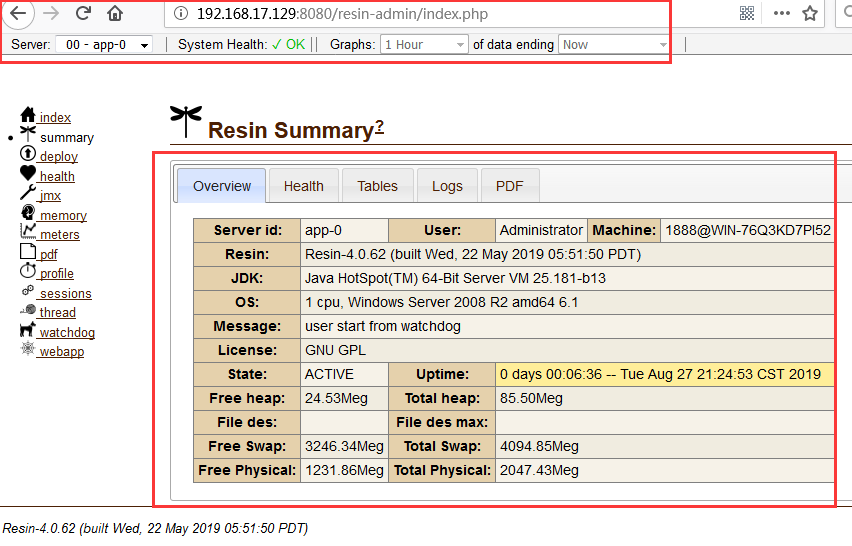 192.168.17.129:8080/resin-admin/index.php
Server: 00 - app-0 | System Health: ✓ OK || Graphs: 1 Hour of data ending Now |
index
summary
deploy
health
jmx
memory
meters
pdf
profile
sessions
thread
watchdog
webapp
Resin Summary?
Overview Health Tables Logs PDF
Server id: app-0 User: Administrator Machine: 1888@WIN-76Q3KD7PI52
Resin: Resin-4.0.62 (built Wed, 22 May 2019 05:51:50 PDT)
JDK: Java HotSpot(TM) 64-Bit Server VM 25.181-b13
OS: 1 cpu, Windows Server 2008 R2 amd64 6.1
Message: user start from watchdog
License: GNU GPL
State: ACTIVE Uptime: 0 days 00:06:36 -- Tue Aug 27 21:24:53 CST 2019
Free heap: 24.53Meg Total heap: 85.50Meg
File des: File des max:
Free Swap: 3246.34Meg Total Swap: 4094.85Meg
Free Physical: 1231.86Meg Total Physical: 2047.43Meg
Resin-4.0.62 (built Wed, 22 May 2019 05:51:50 PDT)